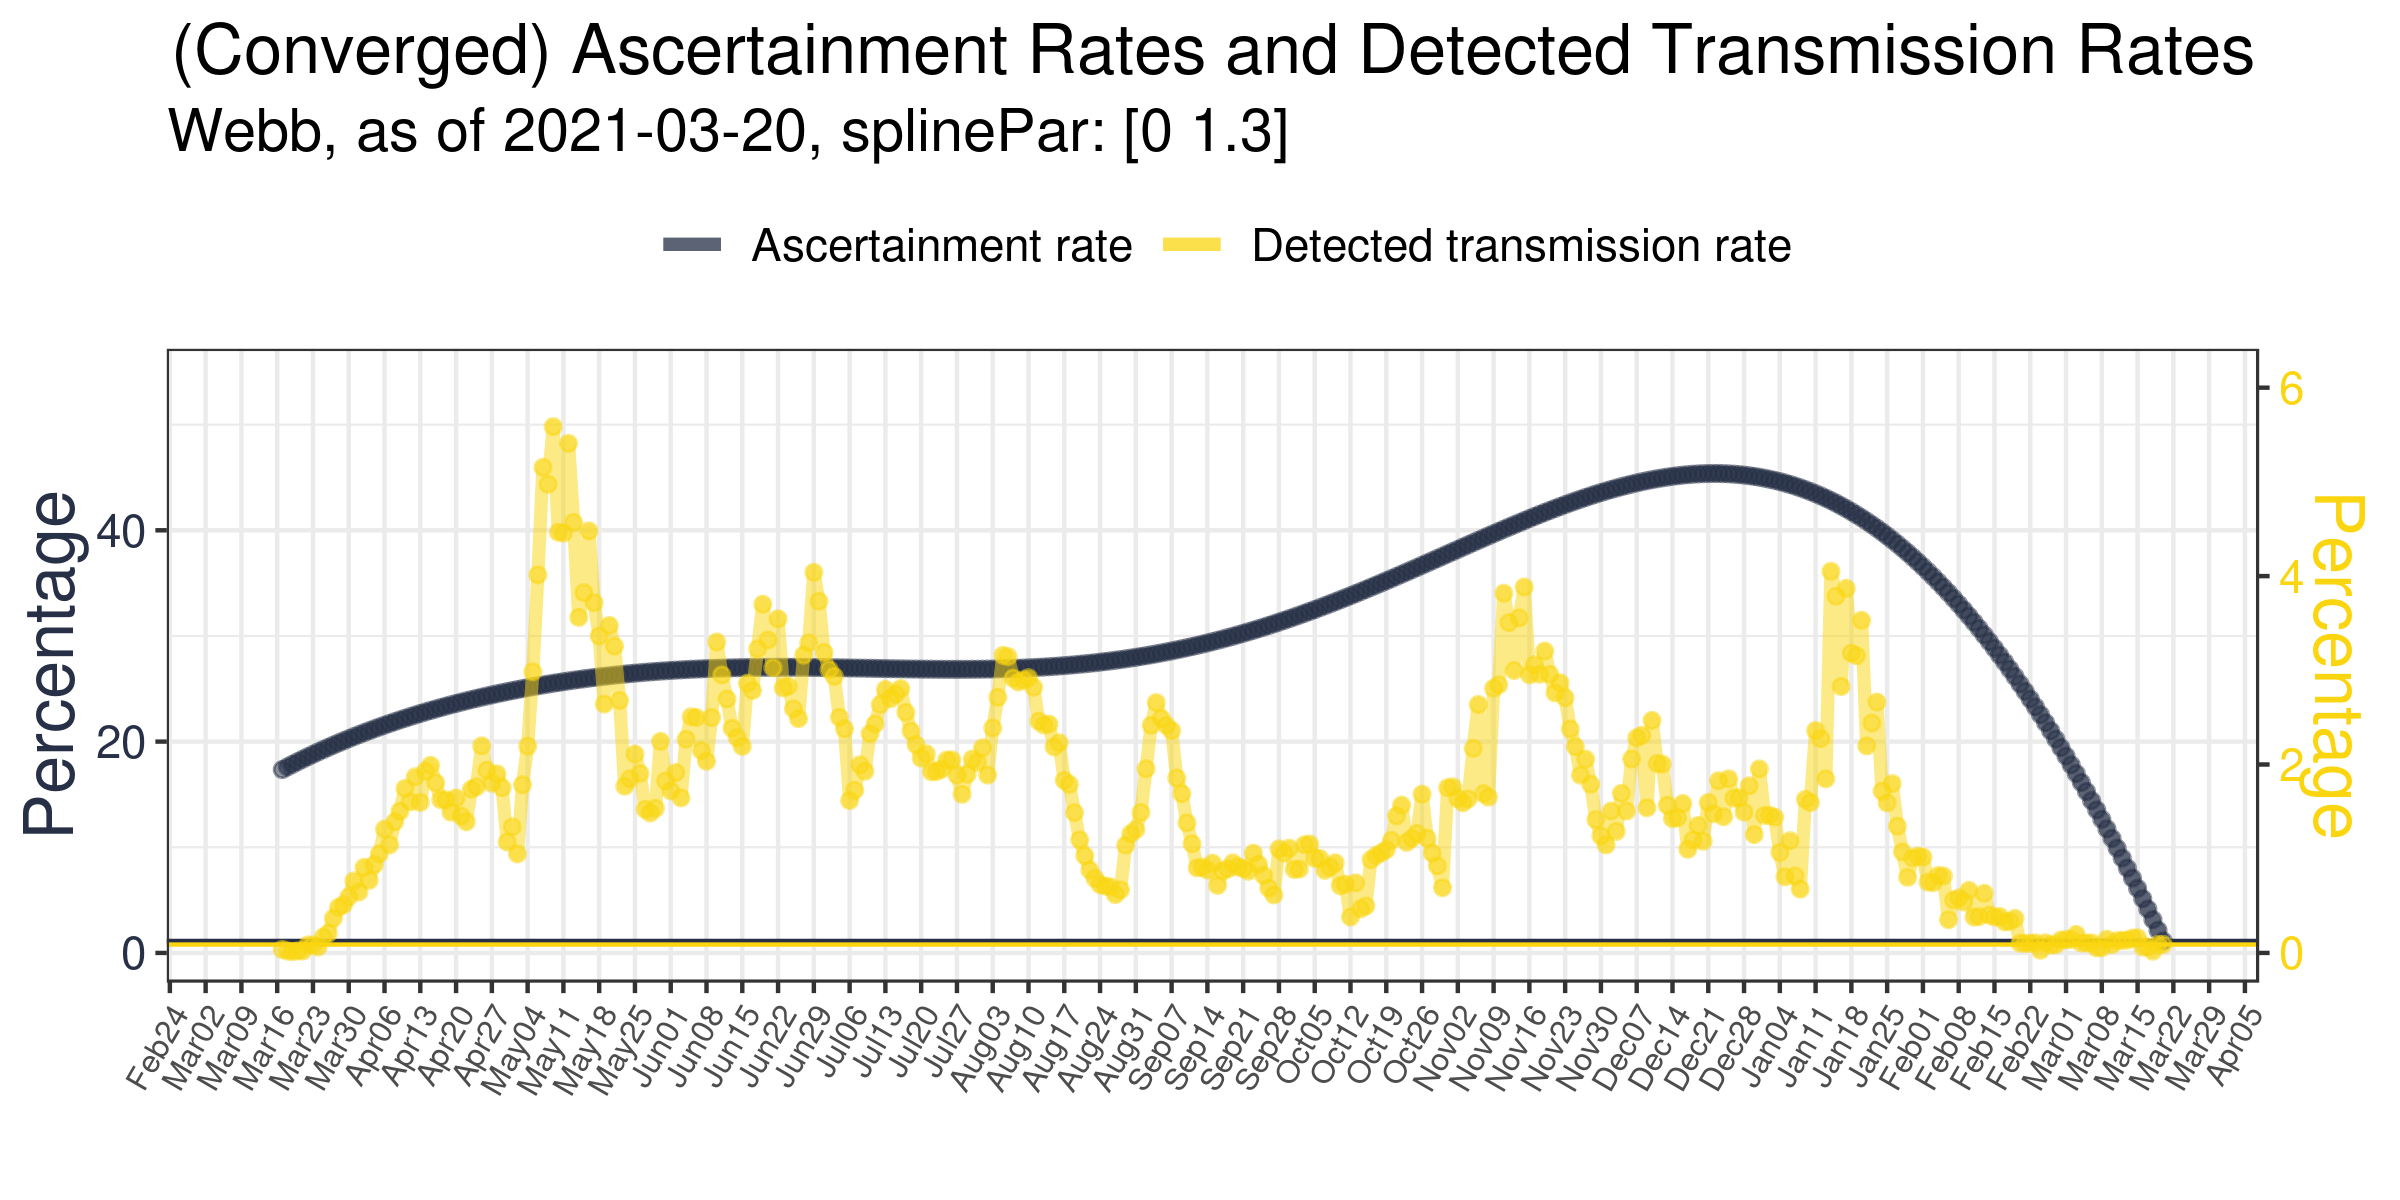 (Converged) Ascertainment Rates and Detected Transmission Rates
Webb, as of 2021-03-20, splinePar: [0 1.3]
Ascertainment rate
Detected transmission rate
Percentage
40
20
0
6
4
2
0
Percentage
Feb24
Mar02
Mar09
Mar16
Mar23
Mar30
Apr06
Apr13
Apr20
Apr27
May04
May11
May18
May25
Jun01
Jun08
Jun15
Jun22
Jun29
Jul06
Jul13
Jul20
Jul27
Aug03
Aug10
Aug17
Aug24
Aug31
Sep07
Sep14
Sep21
Sep28
Oct05
Oct12
Oct19
Oct26
Nov02
Nov09
Nov16
Nov23
Nov30
Dec07
Dec14
Dec21
Dec28
Jan04
Jan11
Jan18
Jan25
Feb01
Feb08
Feb15
Feb22
Mar01
Mar08
Mar15
Mar22
Mar29
Apr05